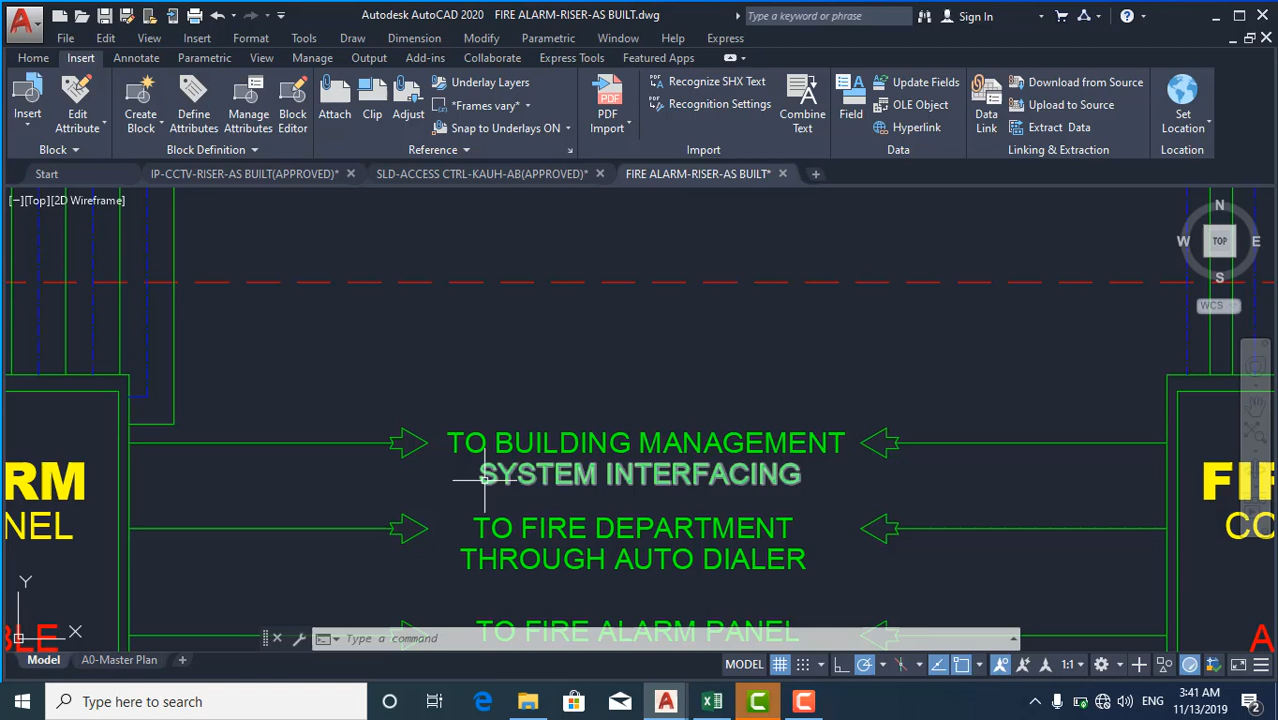 Autodesk AutoCAD 2020 FIRE ALARM-RISER-AS BUILT.dwg
Type a keyword or phrase
Sign In
File Edit View Insert Format Tools Draw Dimension Modify Parametric Window Help Express
Home Insert Annotate Parametric View Manage Output Add-ins Collaborate Express Tools Featured Apps
Insert
Edit Attribute
Create Block
Define Attributes
Manage Attributes
Block Editor
Attach
Clip
Adjust
Underlay Layers
*Frames vary*
Snap to Underlays ON
PDF Import
Recognize SHX Text
Recognition Settings
Combine Text
Field
Update Fields
OLE Object
Hyperlink
Data Link
Download from Source
Upload to Source
Extract Data
Set Location
Block
Block Definition
Reference
Import
Data
Linking & Extraction
Location
Start
IP-CCTV-RISER-AS BUILT(APPROVED)*
SLD-ACCESS CTRL-KAUH-AB(APPROVED)*
FIRE ALARM-RISER-AS BUILT*
[−][Top][2D Wireframe]
N
W TOP E
S
WCS
TO BUILDING MANAGEMENT
SYSTEM INTERFACING
RM
NEL
FI
CO
TO FIRE DEPARTMENT
THROUGH AUTO DIALER
Y
X
BLE
TO FIRE ALARM PANEL
A
Type a command
Model A0-Master Plan
MODEL
1:1
Type here to search
ENG
3:41 AM
11/13/2019
2